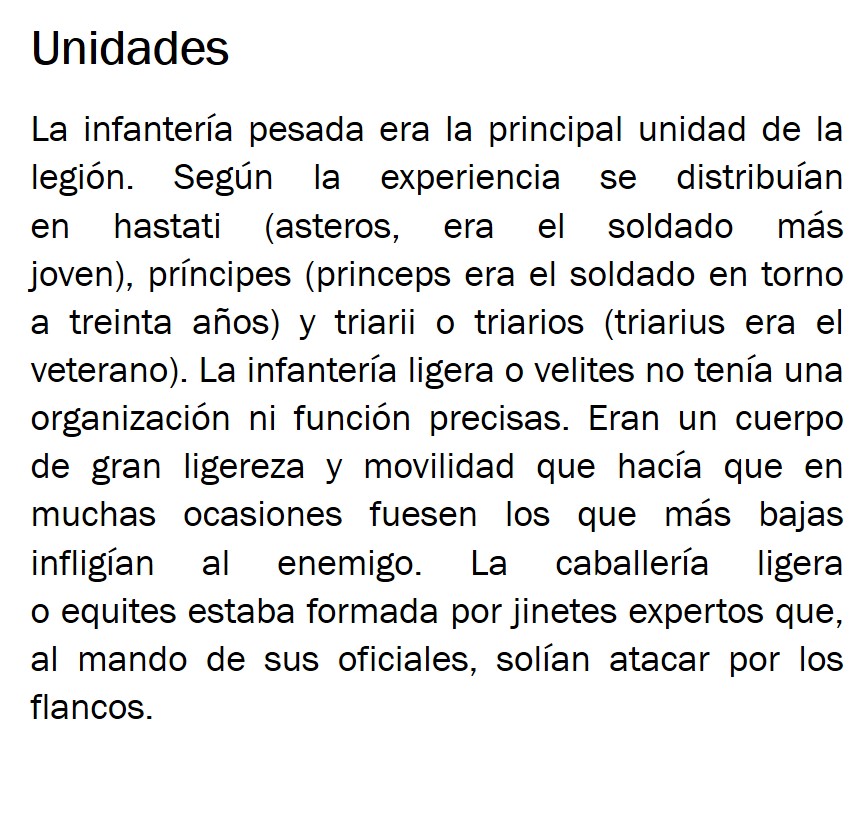 Unidades
La infantería pesada era la principal unidad de la
legión. Según la experiencia se distribuían
en hastati (asteros, era el soldado más
joven), príncipes (princeps era el soldado en torno
a treinta años) y triarii o triarios (triarius era el
veterano). La infantería ligera o velites no tenía una
organización ni función precisas. Eran un cuerpo
de gran ligereza y movilidad que hacía que en
muchas ocasiones fuesen los que más bajas
infligían al enemigo. La caballería ligera
o equites estaba formada por jinetes expertos que,
al mando de sus oficiales, solían atacar por los
flancos.